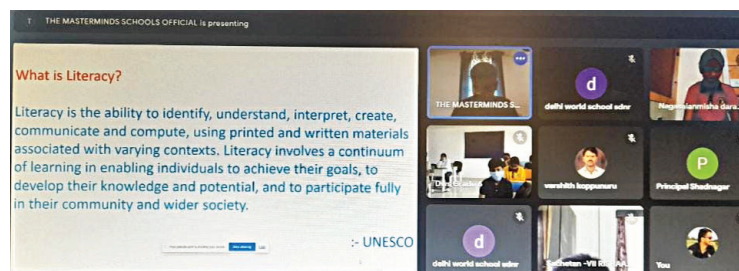 T THE MASTERMINDS SCHOOLS OFFICIAL is presenting
What is Literacy?
Literacy is the ability to identify, understand, interpret, create,
communicate and compute, using printed and written materials
associated with varying contexts. Literacy involves a continuum
of learning in enabling individuals to achieve their goals, to
develop their knowledge and potential, and to participate fully
in their community and wider society.
:- UNESCO
THE MASTERMINDS S...
d
delhi world school sdnr
Nagasaianmisha dara...
varshith koppunuru
P
Principal Shadnagar
d
delhi world school sdnr
-VII
You